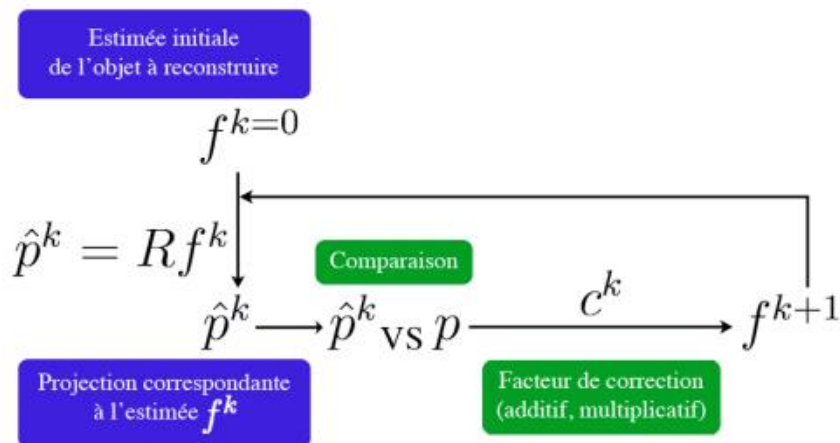 Estimée initiale
de l'objet à reconstruire
f^{k=0}
p̂^k = Rf^k
Comparaison
p̂^k
p̂^k vs p
c^k
f^{k+1}
Projection correspondante
à l'estimée f^k
Facteur de correction
(additif, multiplicatif)